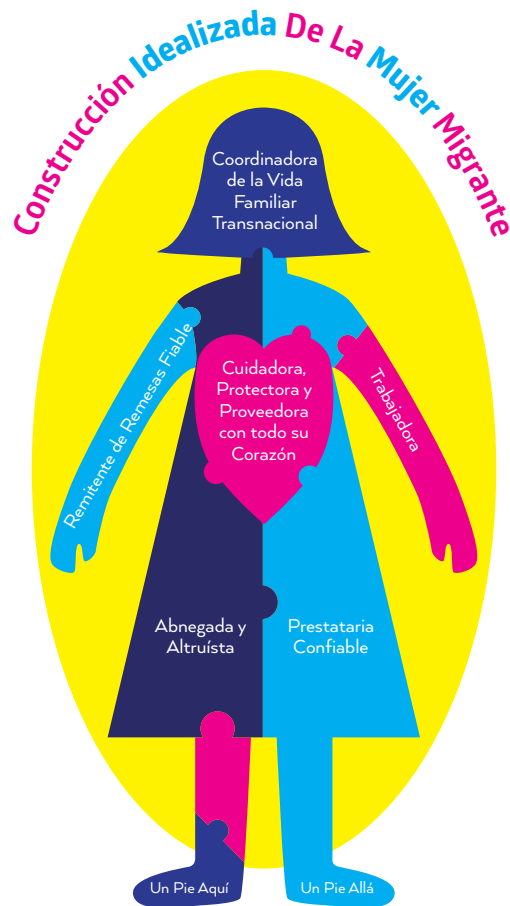 Construcción Idealizada De La Mujer Migrante
Coordinadora
de la Vida
Familiar
Transnacional
Remitente de Remesas Fiable
Cuidadora,
Protectora y
Proveedora
con todo su
Corazón
Trabajadora
Abnegada y
Altruísta
Prestataria
Confiable
Un Pie Aquí
Un Pie Allá